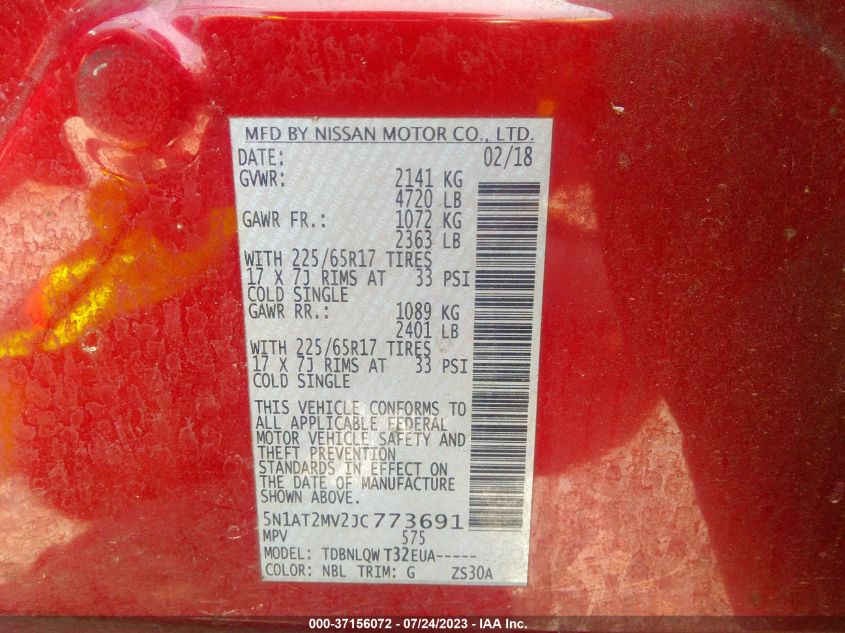 MFD BY NISSAN MOTOR CO., LTD.
DATE: 02/18
GVWR: 2141 KG
4720 LB
GAWR FR.: 1072 KG
2363 LB
WITH 225/65R17 TIRES
17 X 7J RIMS AT 33 PSI
COLD SINGLE
GAWR RR.: 1089 KG
2401 LB
WITH 225/65R17 TIRES
17 X 7J RIMS AT 33 PSI
COLD SINGLE
THIS VEHICLE CONFORMS TO
ALL APPLICABLE FEDERAL
MOTOR VEHICLE SAFETY AND
THEFT PREVENTION
STANDARDS IN EFFECT ON
THE DATE OF MANUFACTURE
SHOWN ABOVE.
5N1AT2MV2JC773691
MPV 575
MODEL: TDBNLQWT32EUA-----
COLOR: NBL TRIM: G ZS30A
000-37156072 / 07/24/2023 - IAA Inc.